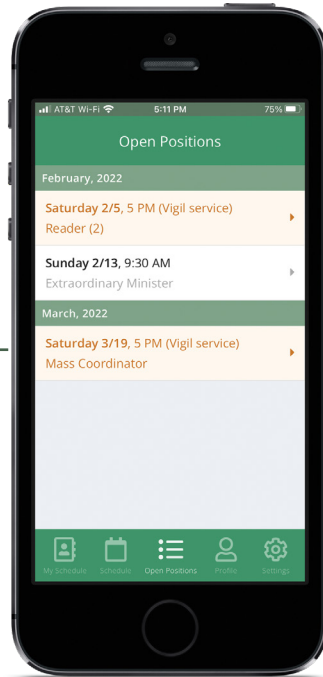 AT&T Wi-Fi 5:11 PM 75%
Open Positions
February, 2022
Saturday 2/5, 5 PM (Vigil service)
Reader (2)
Sunday 2/13, 9:30 AM
Extraordinary Minister
March, 2022
Saturday 3/19, 5 PM (Vigil service)
Mass Coordinator
My Schedule Schedule Open Positions Profile Settings